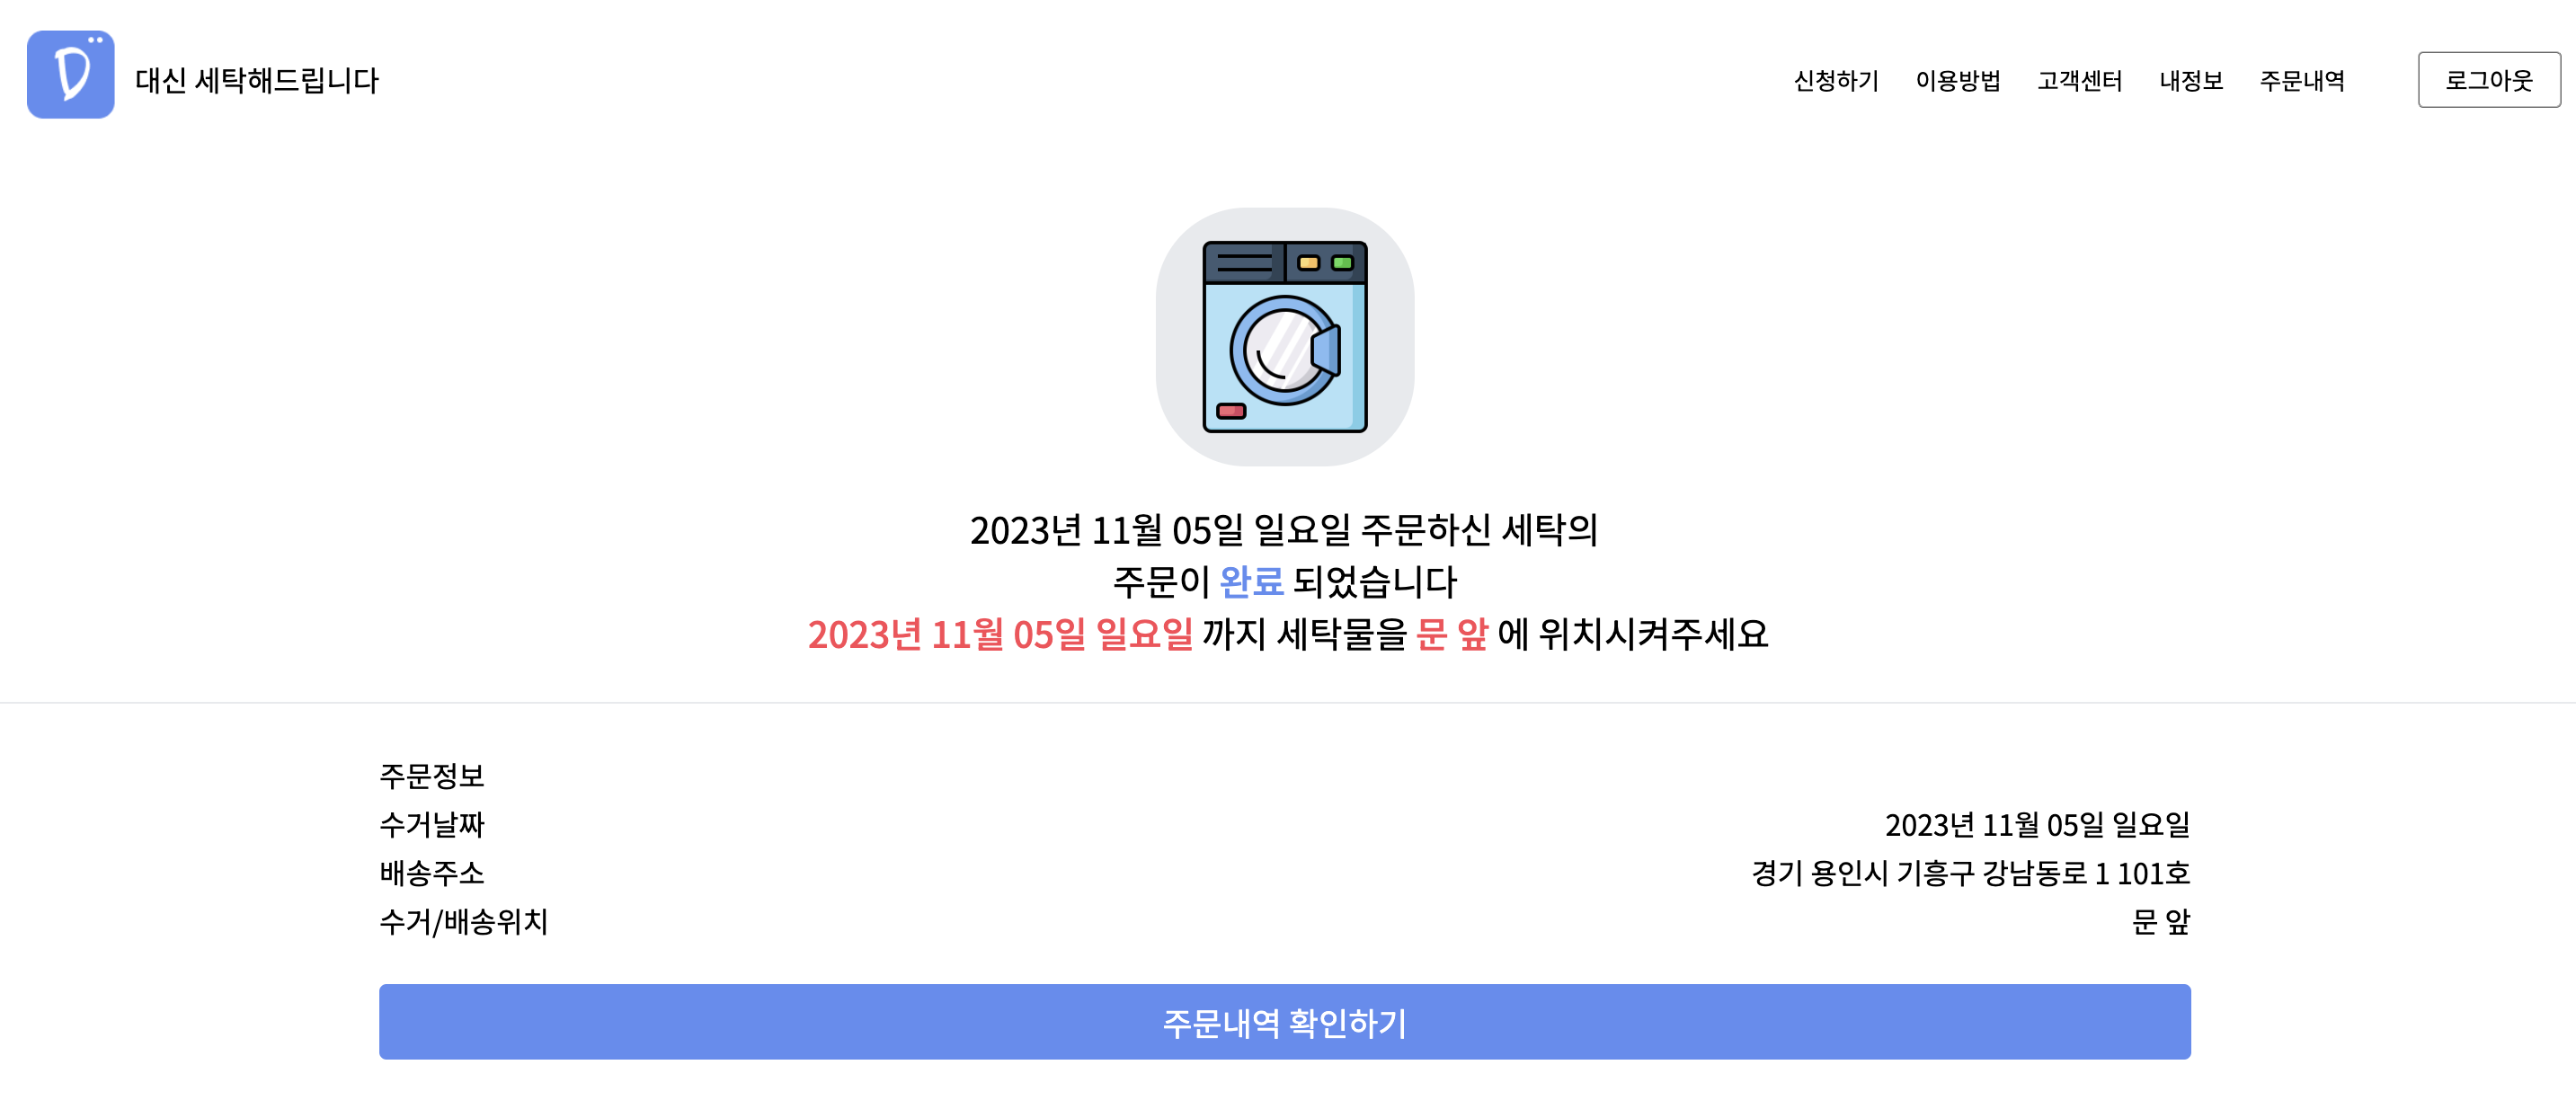 대신 세탁해드립니다
신청하기 이용방법 고객센터 내정보 주문내역 로그아웃
2023년 11월 05일 일요일 주문하신 세탁의
주문이 완료 되었습니다
2023년 11월 05일 일요일 까지 세탁물을 문 앞 에 위치시켜주세요
주문정보
수거날짜 2023년 11월 05일 일요일
배송주소 경기 용인시 기흥구 강남동로 1 101호
수거/배송위치 문 앞
주문내역 확인하기